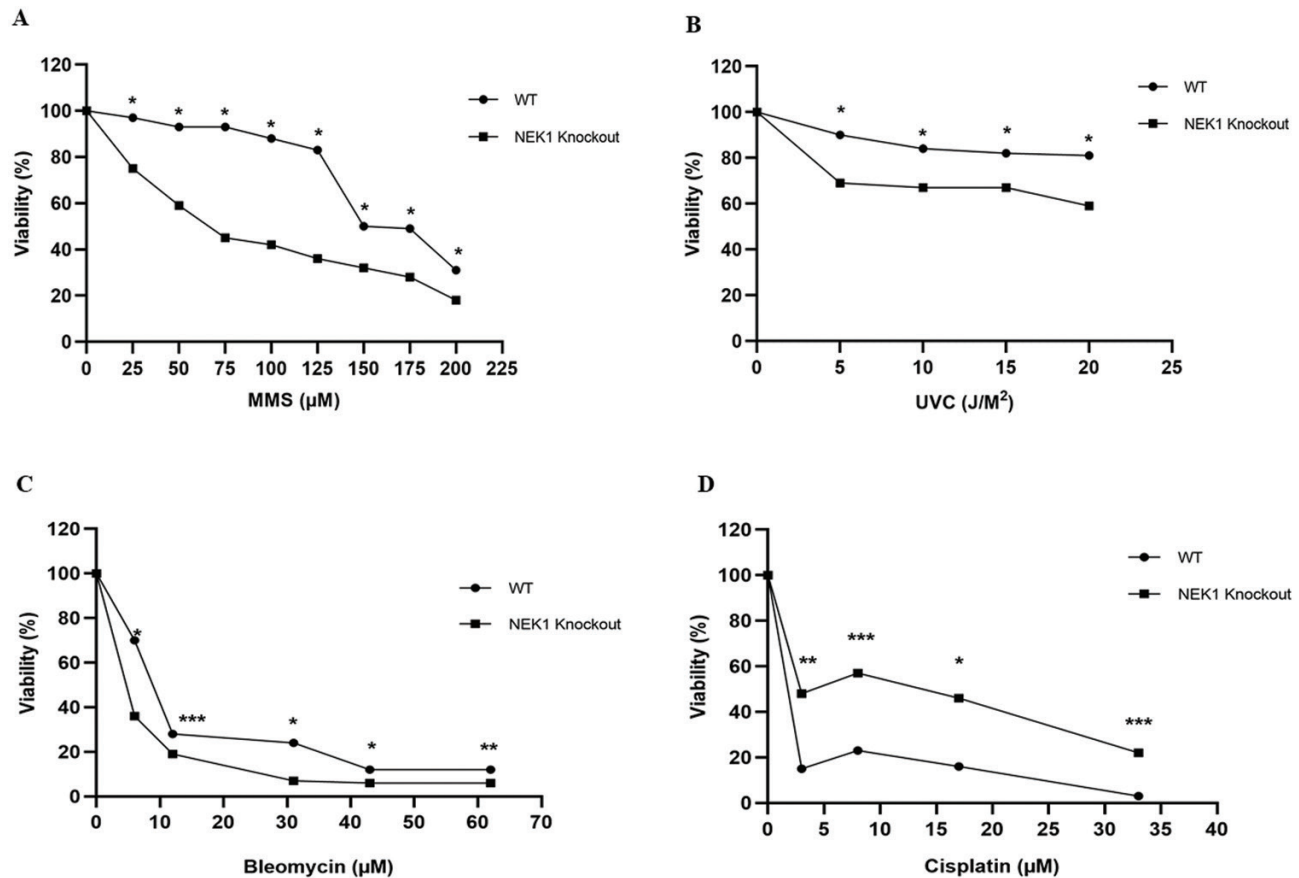 A
120
100
80
60
40
20
0
Viability (%)
* * * * * * * *
WT
NEK1 Knockout
0 25 50 75 100 125 150 175 200 225
MMS (µM)
B
120
100
80
60
40
20
0
Viability (%)
* * * *
WT
NEK1 Knockout
0 5 10 15 20 25
UVC (J/M²)
C
120
100
80
60
40
20
0
Viability (%)
* *** * * **
WT
NEK1 Knockout
0 10 20 30 40 50 60 70
Bleomycin (µM)
D
120
100
80
60
40
20
0
Viability (%)
** *** * ***
WT
NEK1 Knockout
0 5 10 15 20 25 30 35 40
Cisplatin (µM)